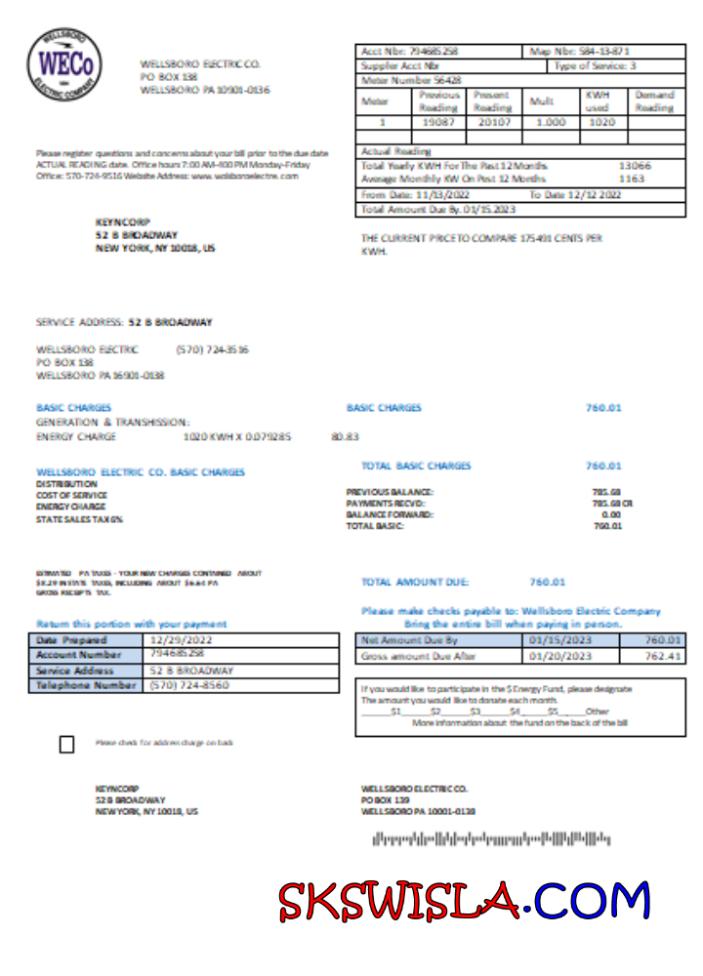 WELLSBORO
WECo
ELECTRIC COMPANY
WELLSBORO ELECTRIC CO.
PO BOX 138
WELLSBORO PA 10901-0136
Acct Nbr: 794685258 Map Nbr: 584-13-871
Supplier Acct Nbr Type of Service: 3
Meter Number 56428
Meter Previous Reading Present Reading Mult KWH used Demand Reading
1 19087 20107 1.000 1020
Actual Reading
Total Yearly KWH For The Past 12 Months 13066
Average Monthly KW On Past 12 Months 1163
From Date: 11/13/2022 To Date 12/12 2022
Total Amount Due By. 01/15.2023
Please register questions and concerns about your bill prior to the due date
ACTUAL READING date. Office hours 7:00 AM-400 PM Monday-Friday
Office: 570-724-9516 Website Address: www.
KEYNCORP
52 B BROADWAY
NEW YORK, NY 10018, US
THE CURRENT PRICE TO COMPARE 175491 CENTS PER
KWH.
SERVICE ADDRESS: 52 B BROADWAY
WELLSBORO ELECTRIC (570) 724-3516
PO BOX 138
WELLSBORO PA 16901-0138
BASIC CHARGES BASIC CHARGES 760.01
GENERATION & TRANSMISSION:
ENERGY CHARGE 1020 KWH X 0.079285 80.83
WELLSBORO ELECTRIC CO. BASIC CHARGES TOTAL BASIC CHARGES 760.01
DISTRIBUTION
COST OF SERVICE
ENERGY CHARGE
STATE SALES TAX 6%
PREVIOUS BALANCE: 785.68
PAYMENTS RECVD: 785.68 CR
BALANCE FORWARD: 0.00
TOTAL BASIC: 760.01
ESTIMATED PA TAXES - YOUR NEW CHARGES CONTAINED ABOUT
$8.29 IN STATE TAXES, INCLUDING ABOUT $6.64 PA
GROSS RECEIPTS TAX.
TOTAL AMOUNT DUE: 760.01
Please make checks payable to: Wellsboro Electric Company
Bring the entire bill when paying in person.
Return this portion with your payment
Date Prepared 12/29/2022
Account Number 794685258
Service Address 52 B BROADWAY
Telephone Number (570) 724-8560
Net Amount Due By 01/15/2023 760.01
Gross amount Due After 01/20/2023 762.41
If you would like to participate in the $ Energy Fund, please designate
The amount you would like to donate each month.
______$1______$2______$3______$4______$5______Other
More information about the fund on the back of the bill
Please check for address charge on back
KEYNCORP
52 B BROADWAY
NEW YORK, NY 10018, US
WELLSBORO ELECTRIC CO.
PO BOX 139
WELLSBORO PA 10001-0138
SKSWISLA.COM